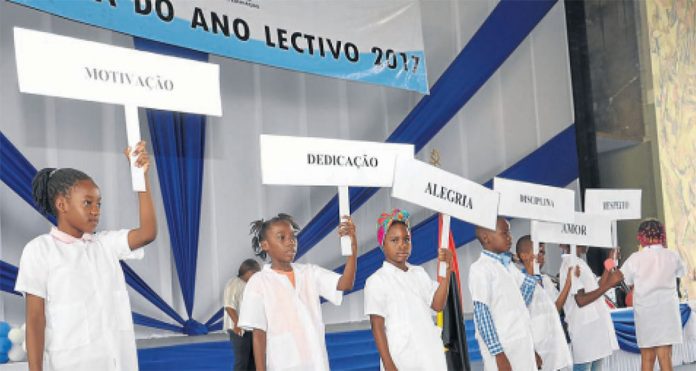 DO ANO LECTIVO 2017
MOTIVAÇÃO
DEDICAÇÃO
ALEGRIA
DISCIPLINA
AMOR
RESPEITO